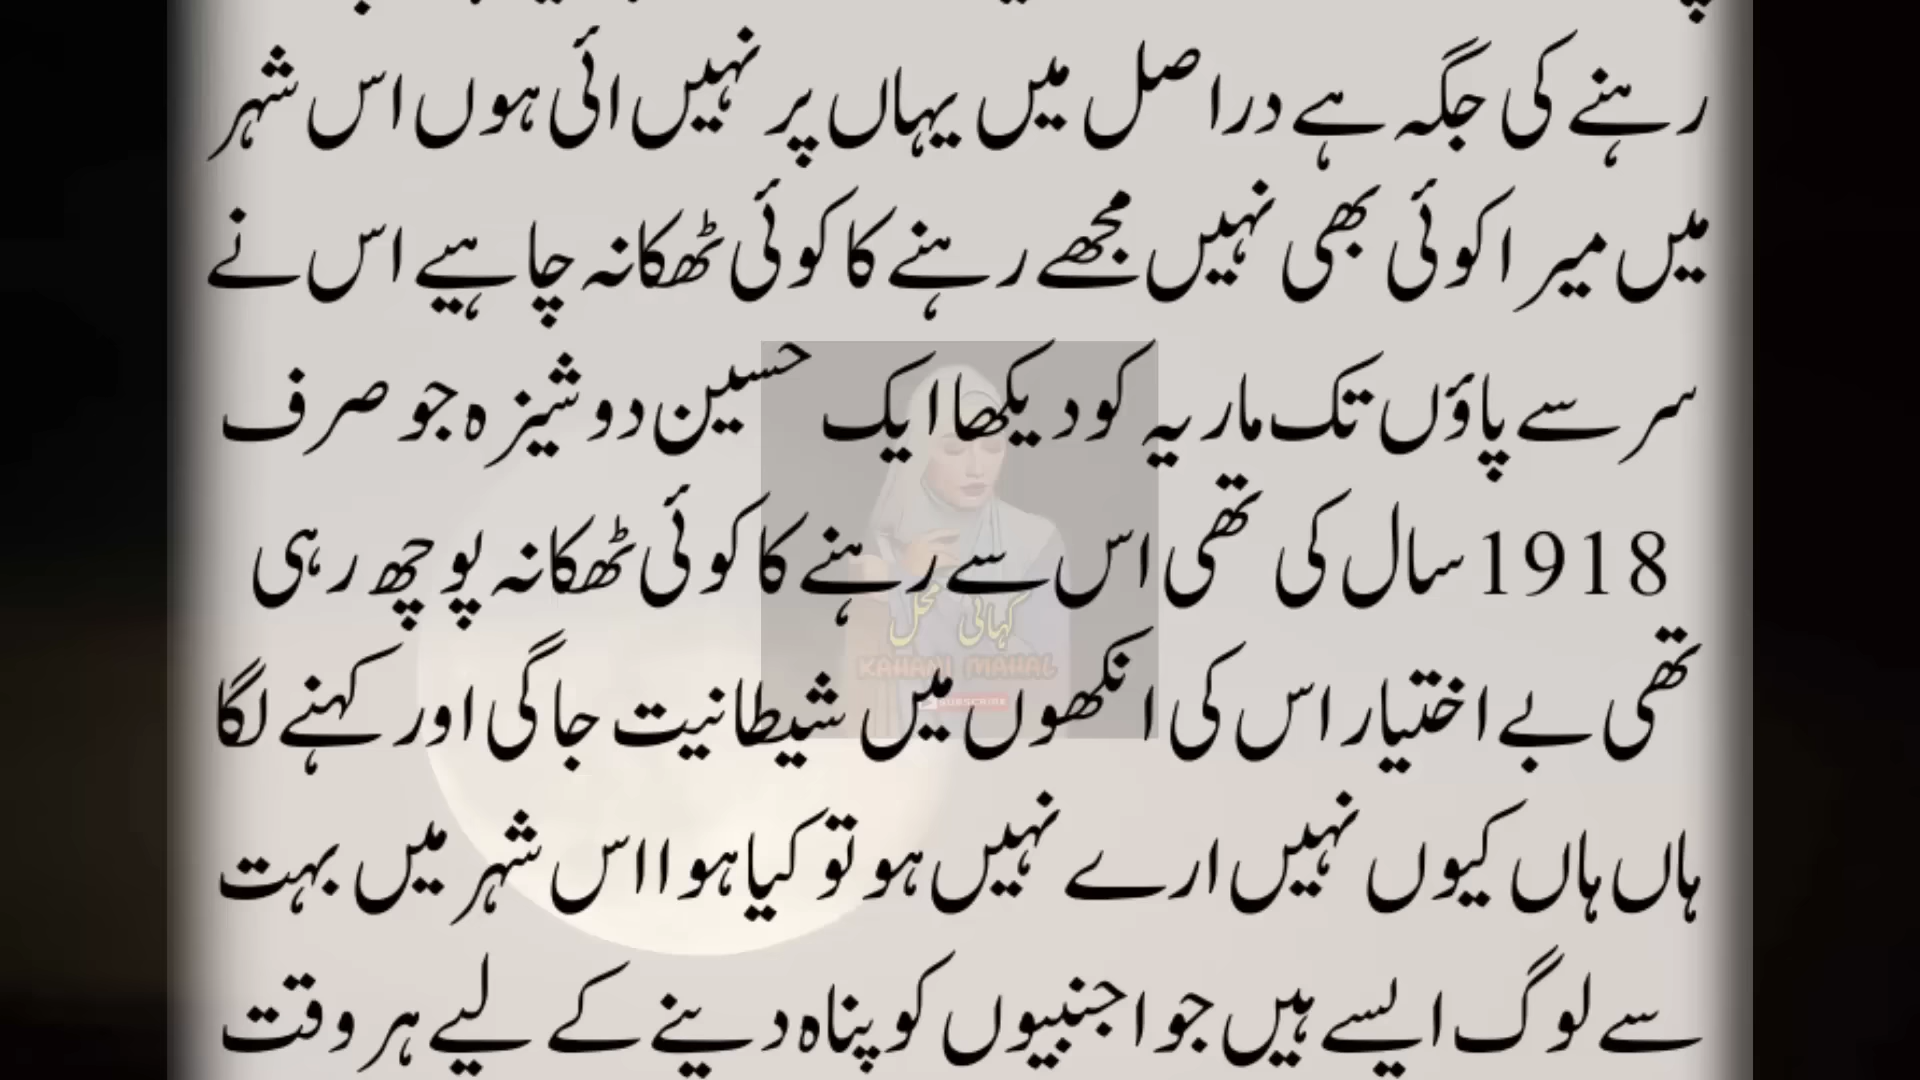 رہنے کی جگہ ہے دراصل میں یہاں پر نہیں ائی ہوں اس شہر
میں میرا کوئی بھی نہیں مجھے رہنے کا کوئی ٹھکانہ چاہیے اس نے
سر سے پاؤں تک ماریہ کو دیکھا ایک حسین دوشیزہ جو صرف
1918 سال کی تھی اس سے رہنے کا کوئی ٹھکانہ پوچھ رہی
تھی بے اختیار اس کی انکھوں میں شیطانیت جاگی اور کہنے لگا
ہاں ہاں کیوں نہیں ارے نہیں ہو تو کیا ہوا اس شہر میں بہت
سے لوگ ایسے ہیں جو اجنبیوں کو پناہ دینے کے لیے ہر وقت
کہانی محل
KAHANI MAHAL
SUBSCRIBE